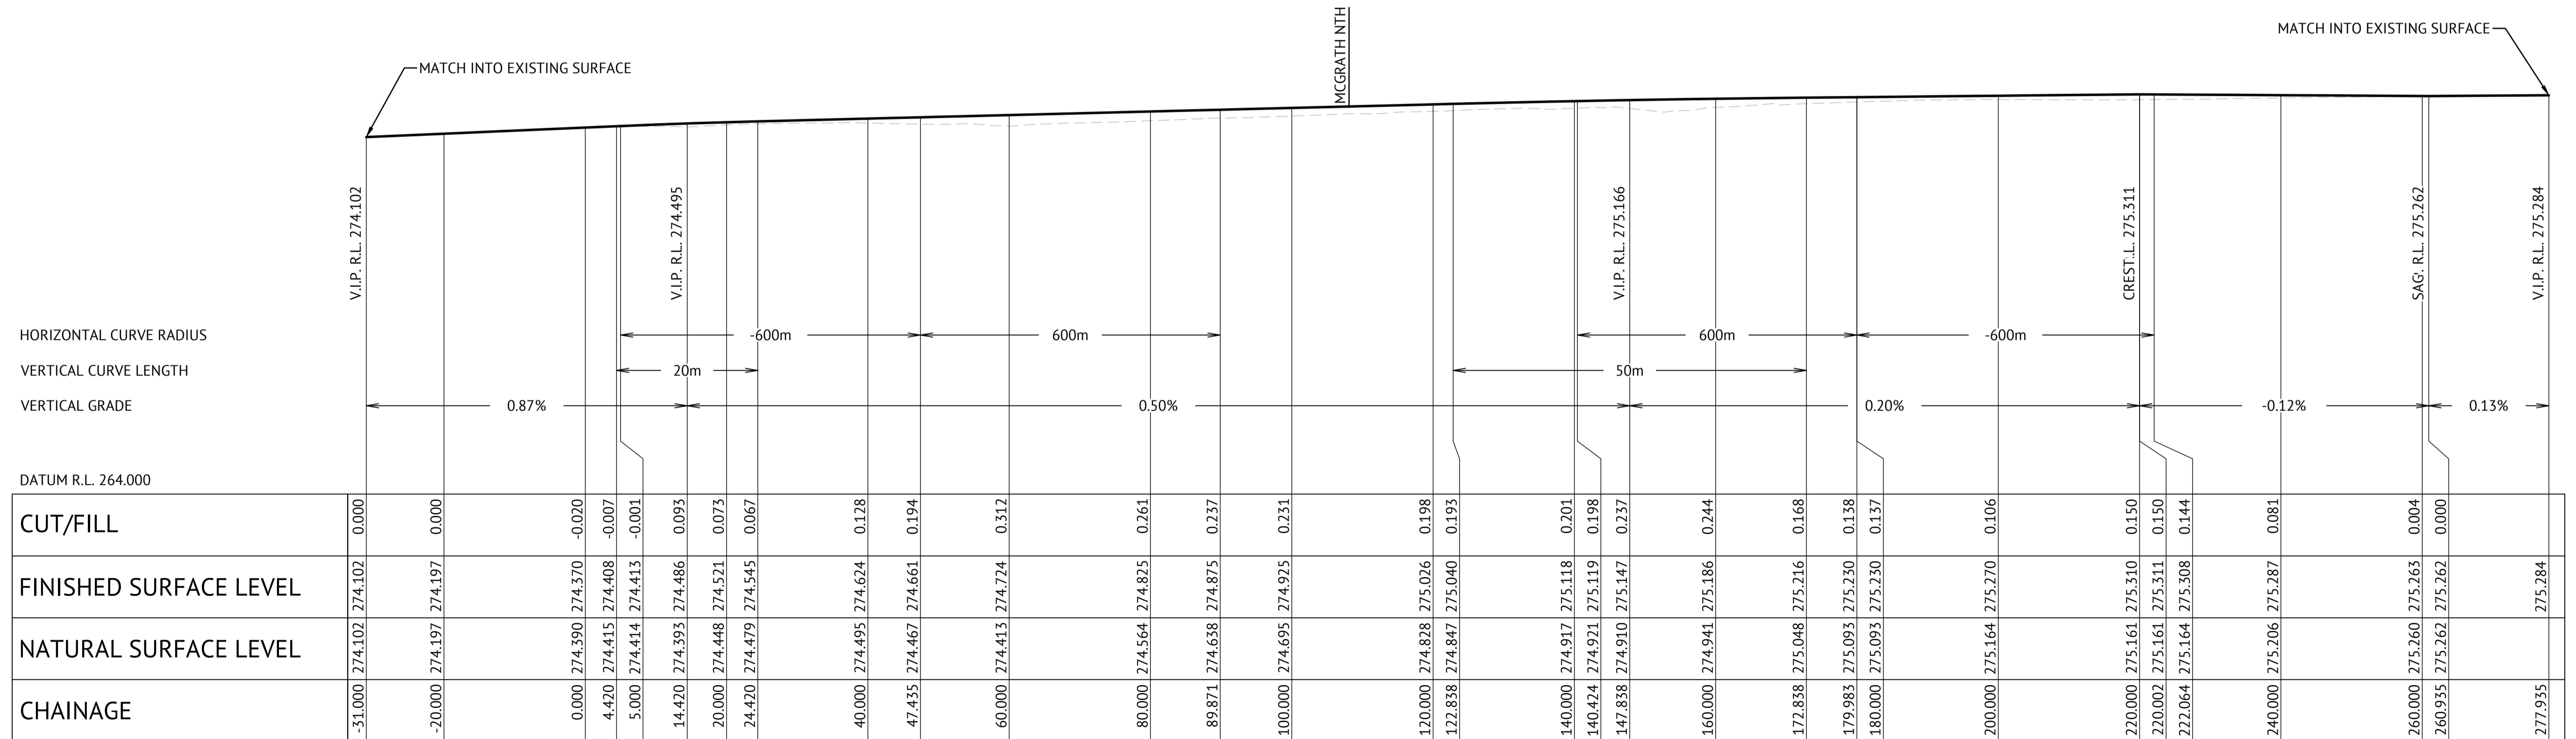 MCGRATH NTH
MATCH INTO EXISTING SURFACE
MATCH INTO EXISTING SURFACE
V.I.P. R.L. 274.102
V.I.P. R.L. 274.495
V.I.P. R.L. 275.166
CREST.L. 275.311
SAG. R.L. 275.262
V.I.P. R.L. 275.284
HORIZONTAL CURVE RADIUS -600m 600m 600m -600m
VERTICAL CURVE LENGTH 20m 50m
VERTICAL GRADE 0.87% 0.50% 0.20% -0.12% 0.13%
DATUM R.L. 264.000
CUT/FILL 0.000 0.000 -0.020 -0.007 -0.001 0.093 0.073 0.067 0.128 0.194 0.312 0.261 0.237 0.231 0.198 0.193 0.201 0.198 0.237 0.244 0.168 0.138 0.137 0.106 0.150 0.150 0.144 0.081 0.004 0.000
FINISHED SURFACE LEVEL 274.102 274.197 274.370 274.408 274.413 274.486 274.521 274.545 274.624 274.661 274.724 274.825 274.875 274.925 275.026 275.040 275.118 275.119 275.147 275.186 275.216 275.230 275.230 275.270 275.310 275.311 275.308 275.287 275.263 275.262 275.284
NATURAL SURFACE LEVEL 274.102 274.197 274.390 274.415 274.414 274.393 274.448 274.479 274.495 274.467 274.413 274.564 274.638 274.695 274.828 274.847 274.917 274.921 274.910 274.941 275.048 275.093 275.093 275.164 275.161 275.161 275.164 275.206 275.260 275.262
CHAINAGE -31.000 -20.000 0.000 4.420 5.000 14.420 20.000 24.420 40.000 47.435 60.000 80.000 89.871 100.000 120.000 122.838 140.000 140.424 147.838 160.000 172.838 179.983 180.000 200.000 220.000 220.002 222.064 240.000 260.000 260.935 277.935